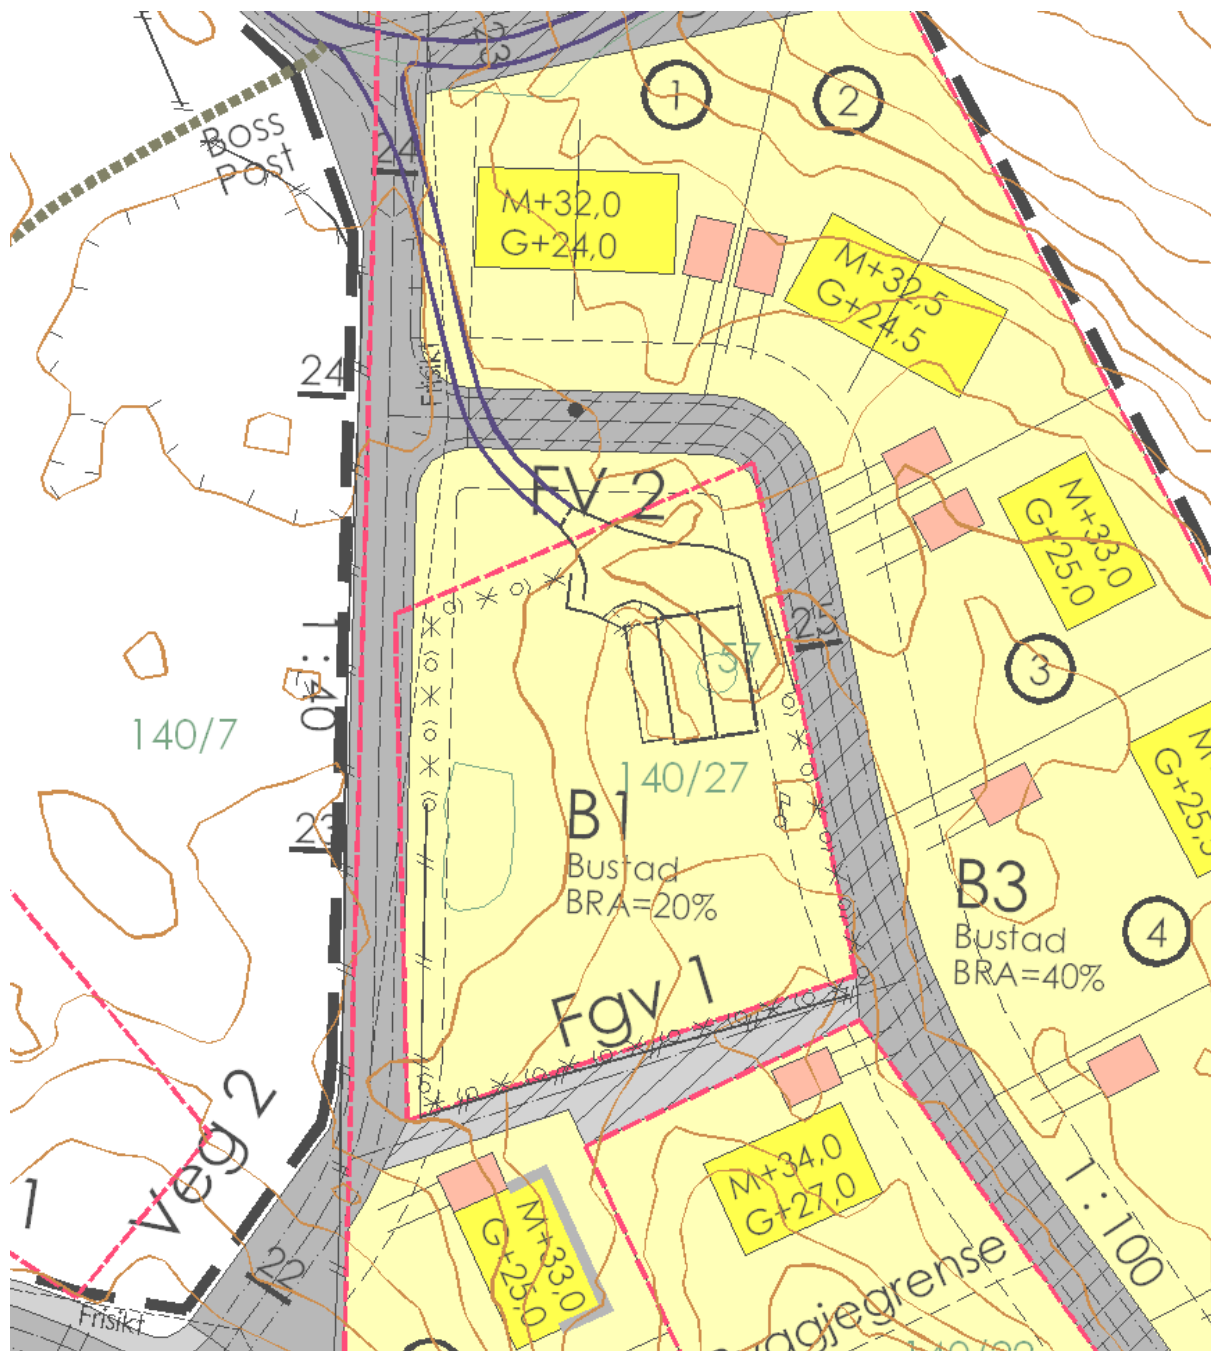 23
1
2
Boss
Post
24
M+32,0
G+24,0
M+32,5
G+24,5
Frisikt
24
FV 2
M+33,0
G+25,0
25
1:40
57
3
140/7
140/27
M
G+25,5
B1
Bustad
BRA=20%
23
B3
Bustad
BRA=40%
4
Fgv 1
Veg 2
1
M+34,0
G+27,0
M+33,0
G+25,0
1:100
22
Frisikt
ggjegrense